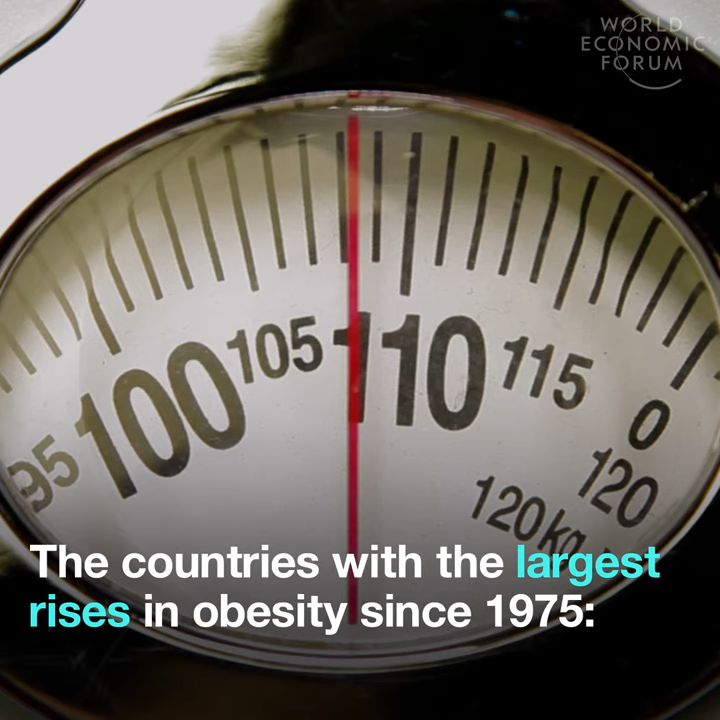 WORLD
ECONOMIC
FORUM
95 100 105 110 115 0
120
120kg
The countries with the largest
rises in obesity since 1975: